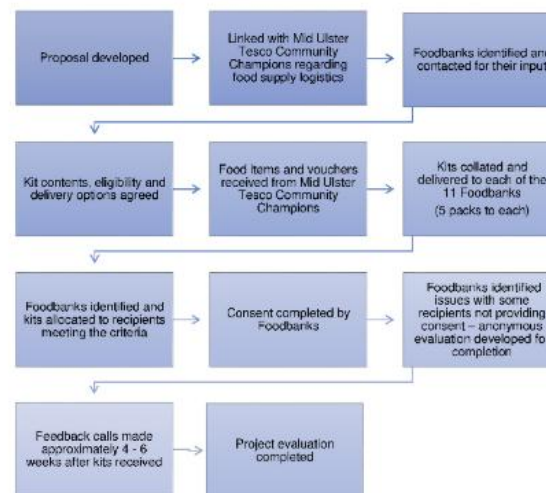 Proposal developed
Linked with Mid Ulster
Tesco Community
Champions regarding
food supply logistics
Foodbanks identified and
contacted for their input
Kit contents, eligibility and
delivery options agreed
Food items and vouchers
received from Mid Ulster
Tesco Community
Champions
Kits collated and
delivered to each of the
11 Foodbanks
(5 packs to each)
Foodbanks identified and
kits allocated to recipients
meeting the criteria
Consent completed by
Foodbanks
Foodbanks identified
issues with some
recipients not providing
consent – anonymous
evaluation developed for
completion
Feedback calls made
approximately 4 - 6
weeks after kits received
Project evaluation
completed